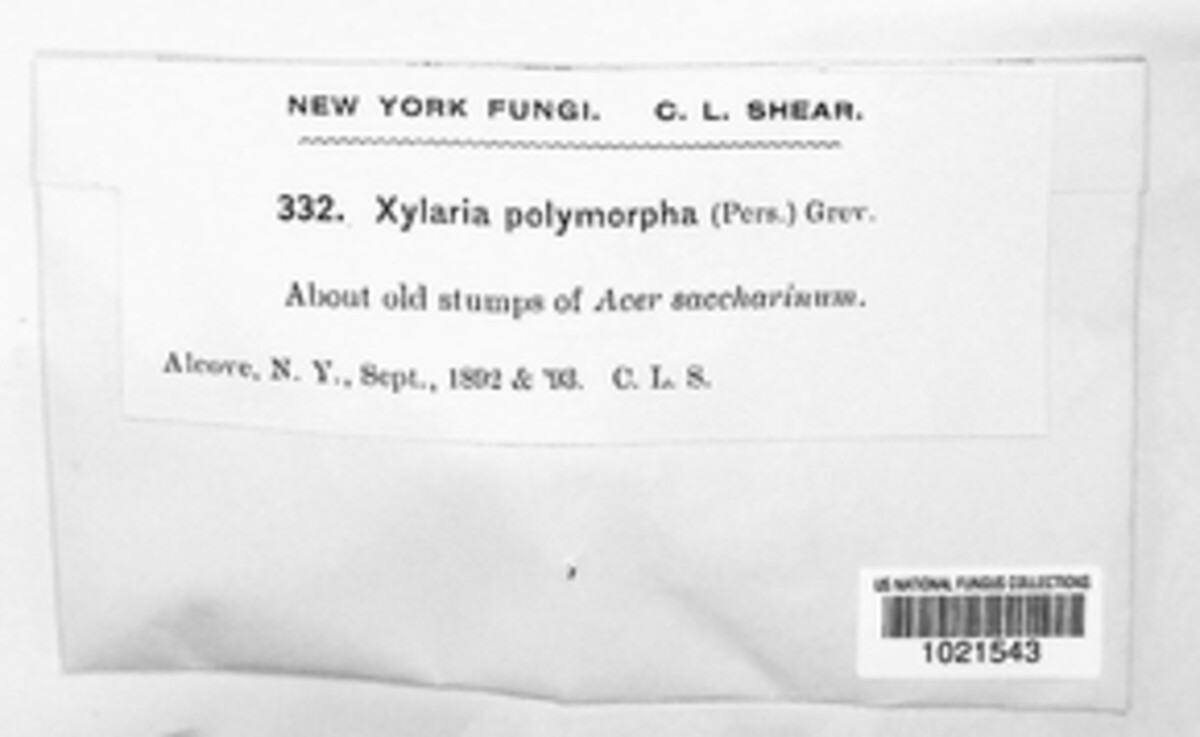 NEW YORK FUNGI. C. L. SHEAR.
332. Xylaria polymorpha (Pers.) Grev.
About old stumps of Acer saccharinum.
Alcove, N. Y., Sept., 1892 & '93. C. L. S.
US NATIONAL FUNGUS COLLECTIONS
1021543